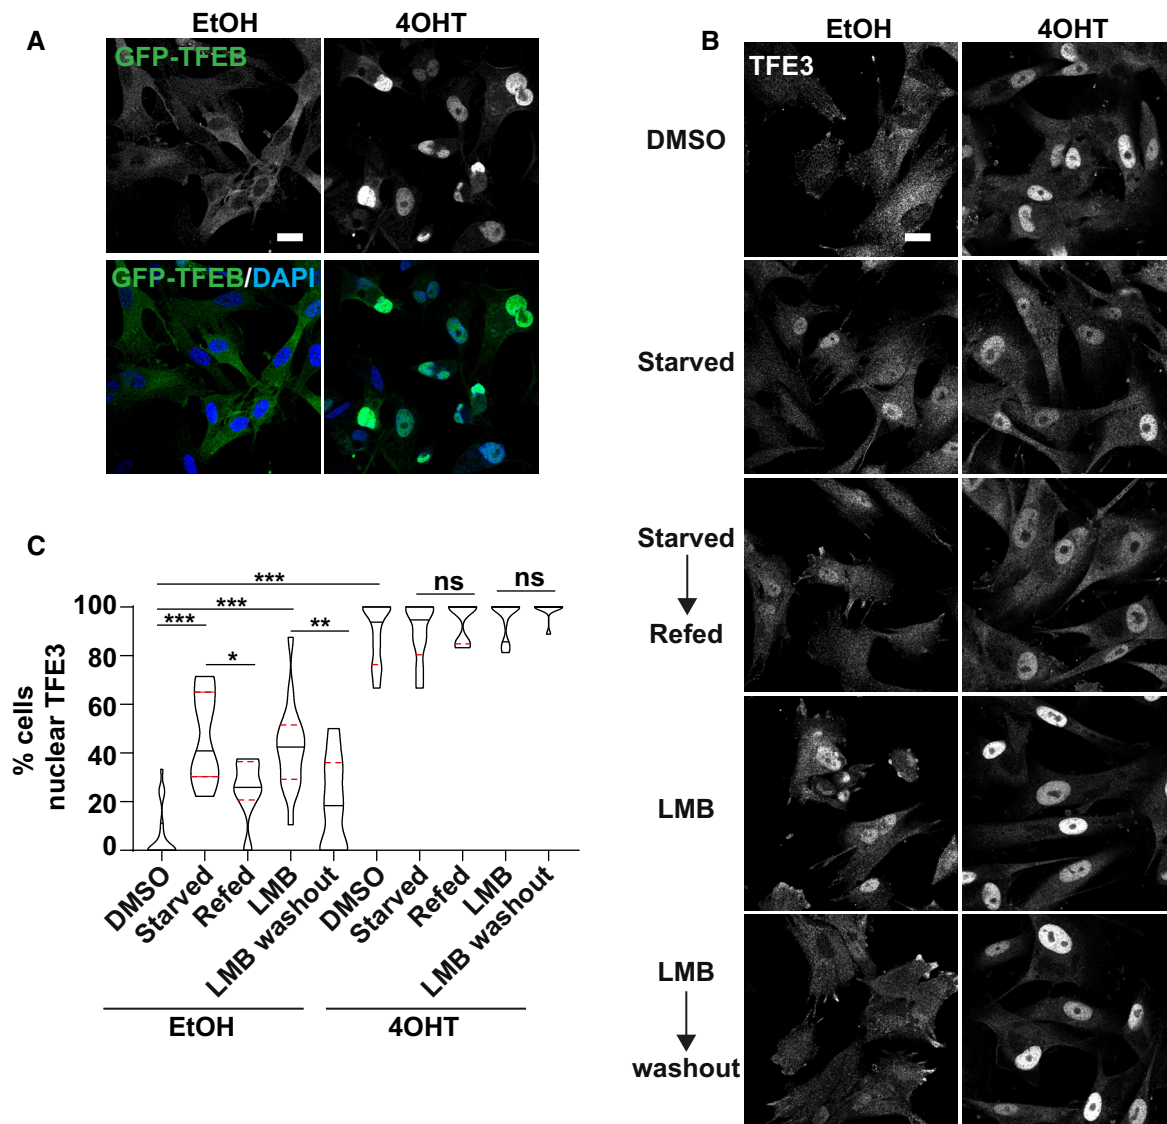 A
EtOH
4OHT
GFP-TFEB
GFP-TFEB/DAPI
B
EtOH
4OHT
TFE3
DMSO
Starved
Starved
Refed
LMB
LMB
washout
C
% cells
nuclear TFE3
100
80
60
40
20
0
***
***
***
*
**
ns
ns
DMSO
Starved
Refed
LMB
LMB washout
DMSO
Starved
Refed
LMB
LMB washout
EtOH
4OHT